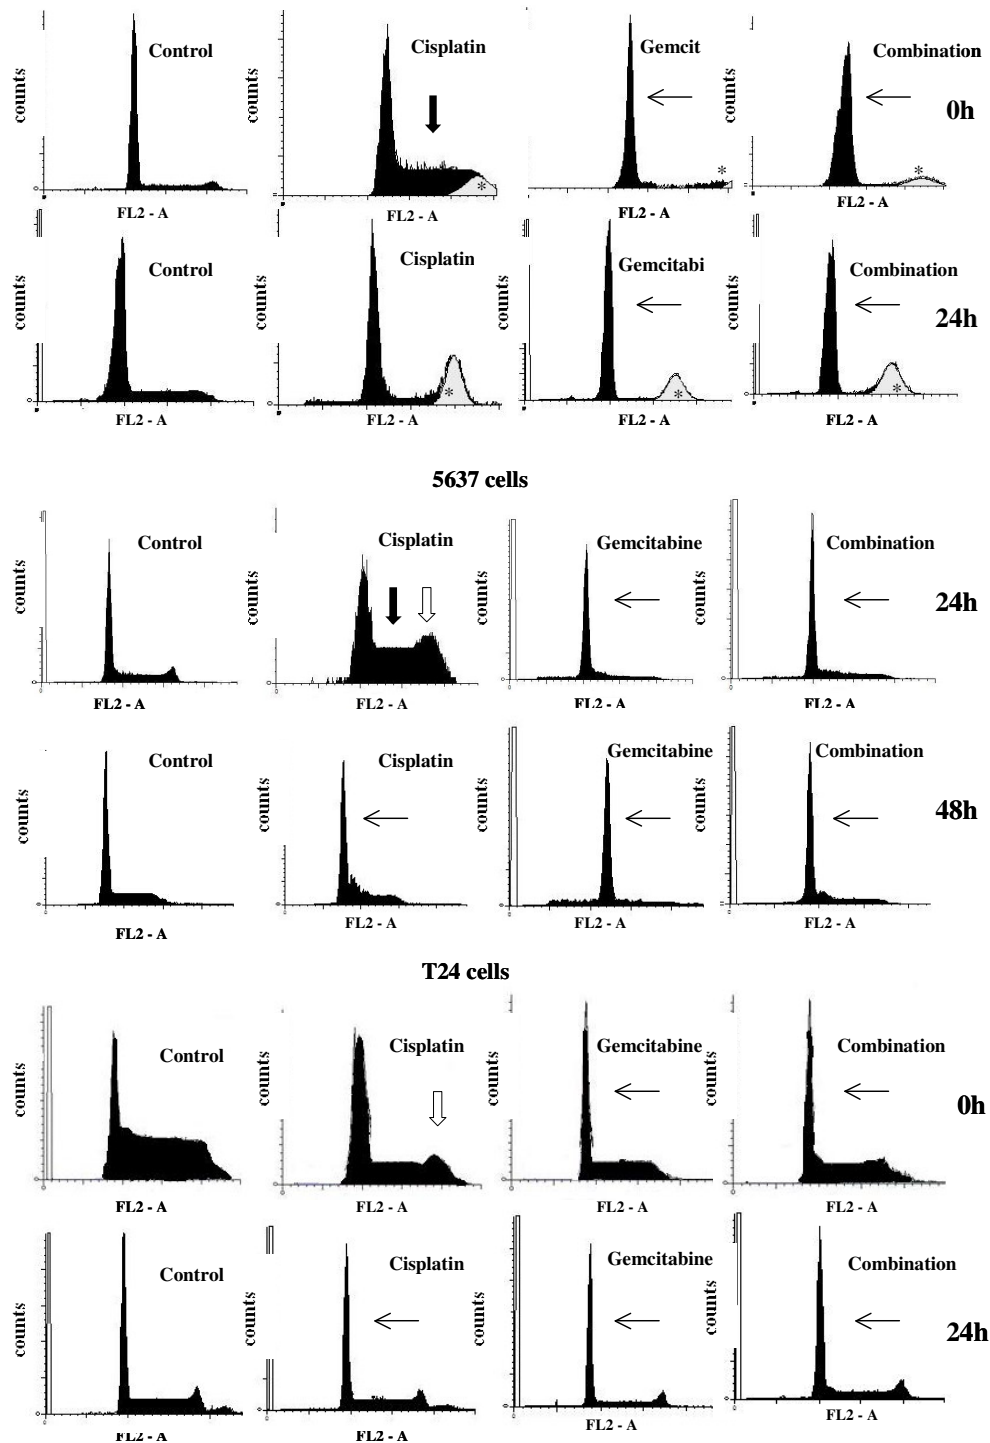 Control
Cisplatin
Gemcit
Combination
counts
counts
counts
counts
0h
*
*
*
FL2 - A
FL2 - A
FL2 - A
FL2 - A
Control
Cisplatin
Gemcitabi
Combination
counts
counts
counts
counts
24h
*
*
*
FL2 - A
FL2 - A
FL2 - A
FL2 - A
5637 cells
Control
Cisplatin
Gemcitabine
Combination
counts
counts
counts
counts
24h
FL2 - A
FL2 - A
FL2 - A
FL2 - A
Control
Cisplatin
Gemcitabine
Combination
counts
counts
counts
counts
48h
FL2 - A
FL2 - A
FL2 - A
FL2 - A
T24 cells
Control
Cisplatin
Gemcitabine
Combination
counts
counts
counts
counts
0h
FL2 - A
FL2 - A
FL2 - A
FL2 - A
Control
Cisplatin
Gemcitabine
Combination
counts
counts
counts
counts
24h
FL2 - A
FL2 - A
FL2 - A
FL2 - A